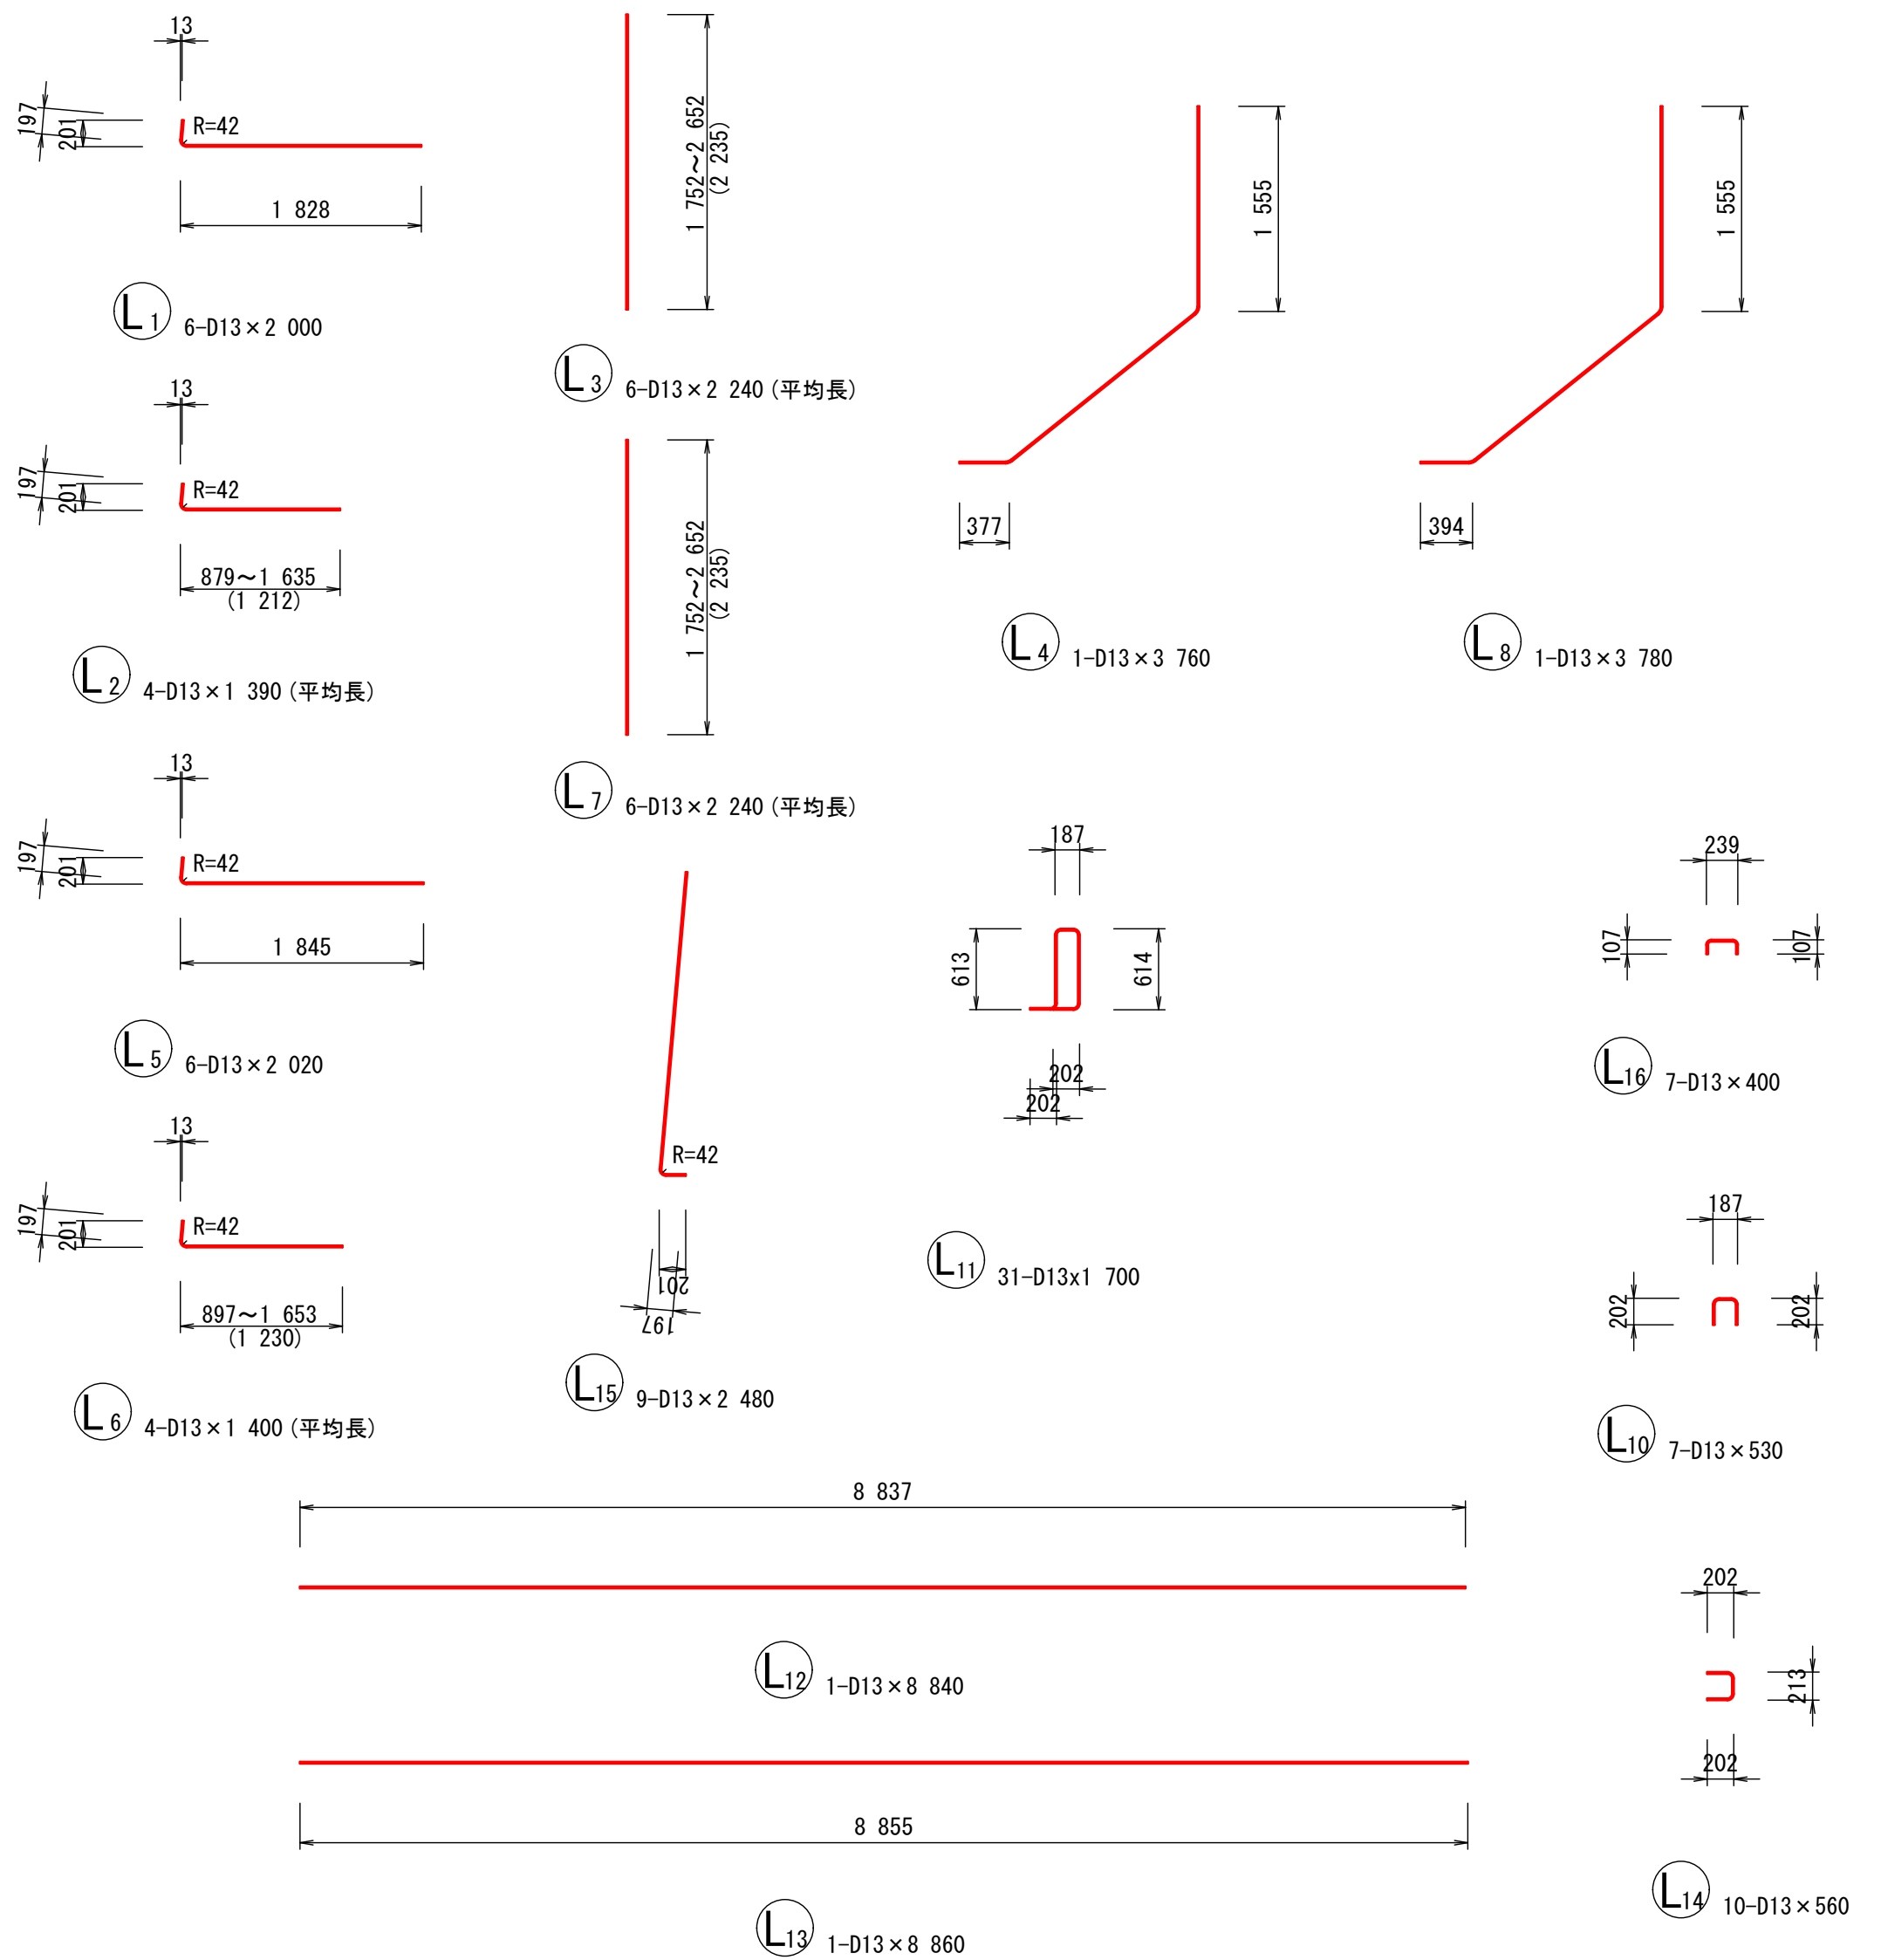 13
197
201
R=42
1 828
L1
6-D13×2 000
1 752～2 652
(2 235)
L3
6-D13×2 240(平均長)
1 555
377
L4
1-D13×3 760
1 555
394
L8
1-D13×3 780
13
197
201
R=42
879～1 635
(1 212)
L2
4-D13×1 390(平均長)
1 752～2 652
(2 235)
L7
6-D13×2 240(平均長)
13
197
201
R=42
1 845
L5
6-D13×2 020
13
197
201
R=42
897～1 653
(1 230)
L6
4-D13×1 400(平均長)
R=42
201
197
L15
9-D13×2 480
187
613
614
202
202
L11
31-D13x1 700
239
107
107
L16
7-D13×400
187
202
202
L10
7-D13×530
8 837
L12
1-D13×8 840
8 855
L13
1-D13×8 860
202
213
202
L14
10-D13×560